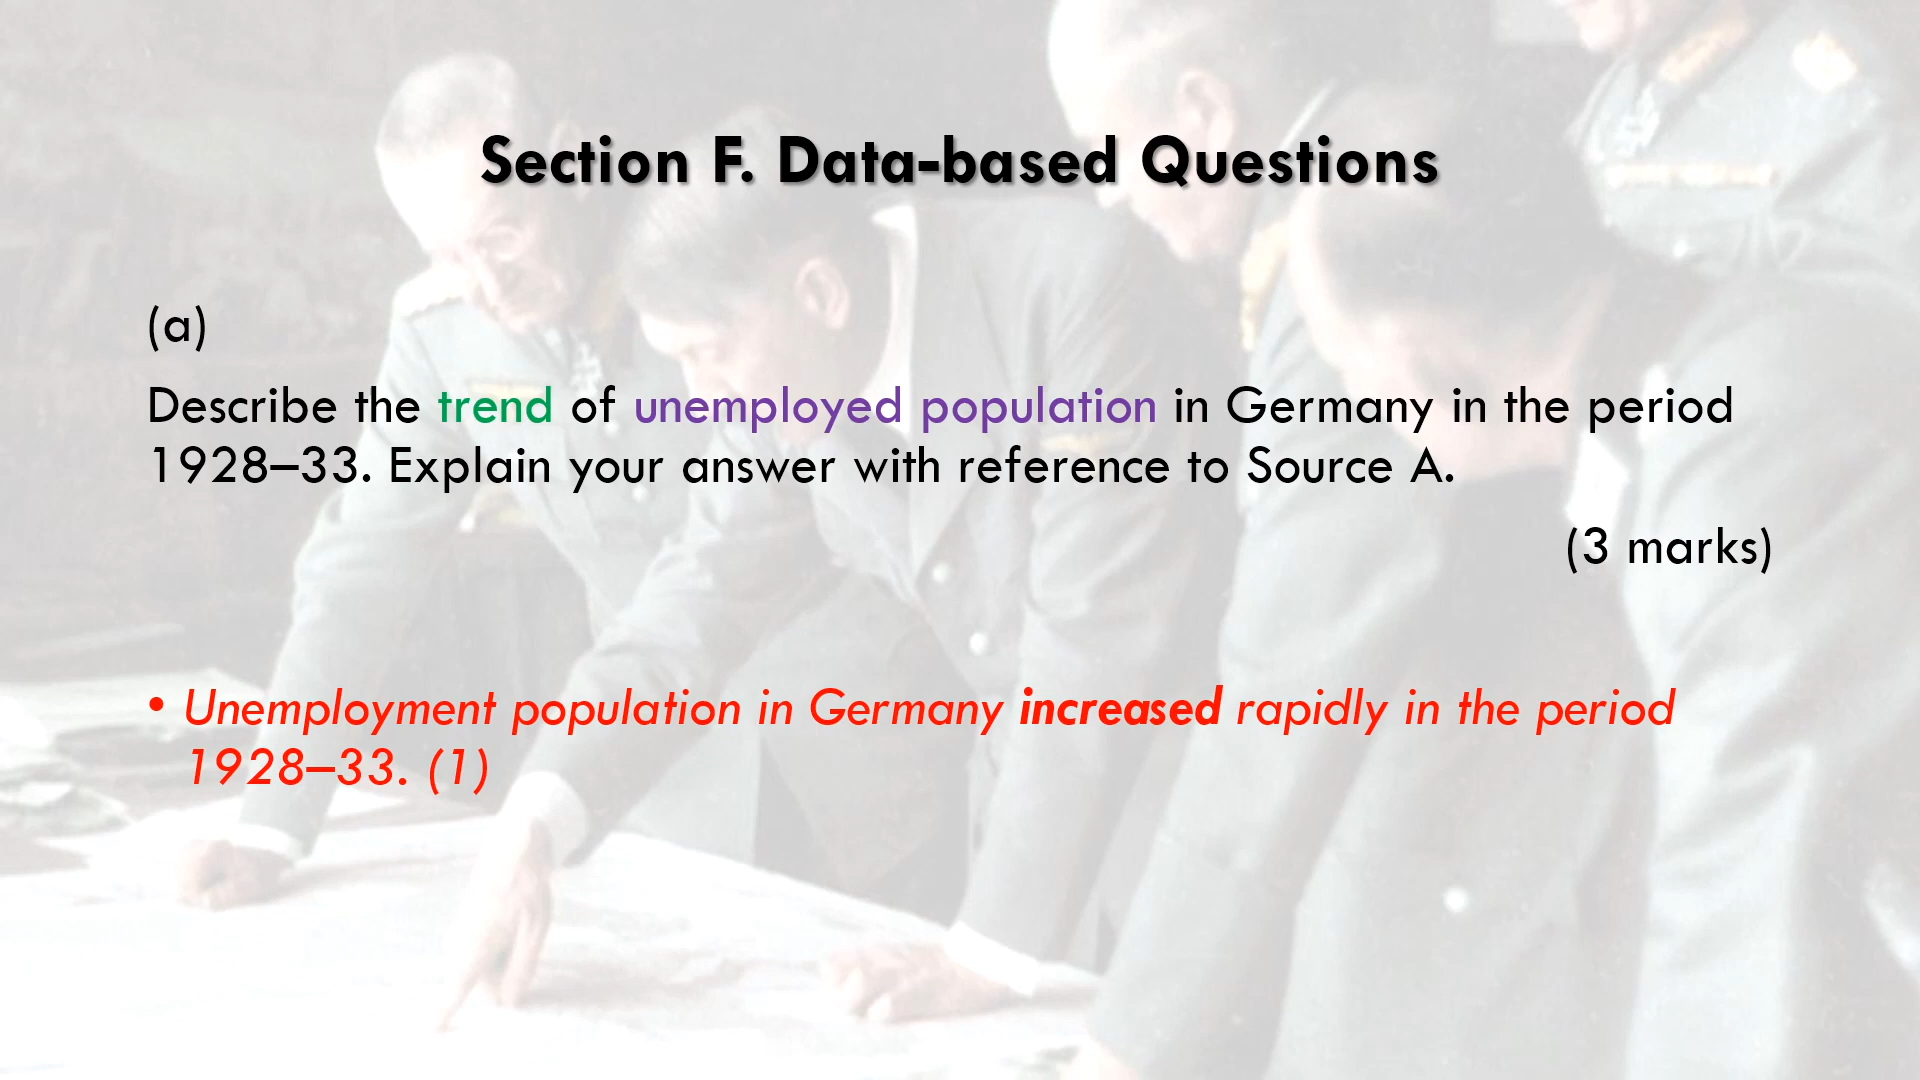 Section F. Data-based Questions
(a)
Describe the trend of unemployed population in Germany in the period
1928–33. Explain your answer with reference to Source A.
(3 marks)
• Unemployment population in Germany increased rapidly in the period
1928–33. (1)